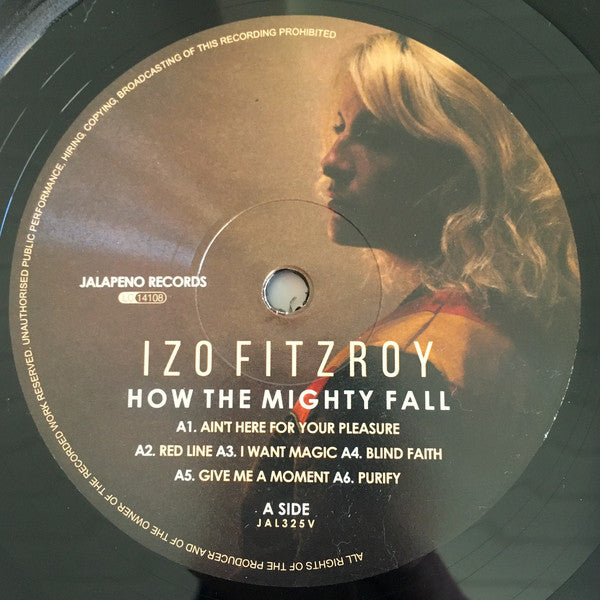 ALL RIGHTS OF THE PRODUCER AND OF THE OWNER OF THE RECORDED WORK RESERVED. UNAUTHORISED PUBLIC PERFORMANCE, HIRING, COPYING, BROADCASTING OF THIS RECORDING PROHIBITED
JALAPENO RECORDS
LC 14108
IZO FITZROY
HOW THE MIGHTY FALL
A1. AIN'T HERE FOR YOUR PLEASURE
A2. RED LINE A3. I WANT MAGIC A4. BLIND FAITH
A5. GIVE ME A MOMENT A6. PURIFY
A SIDE
JAL325V